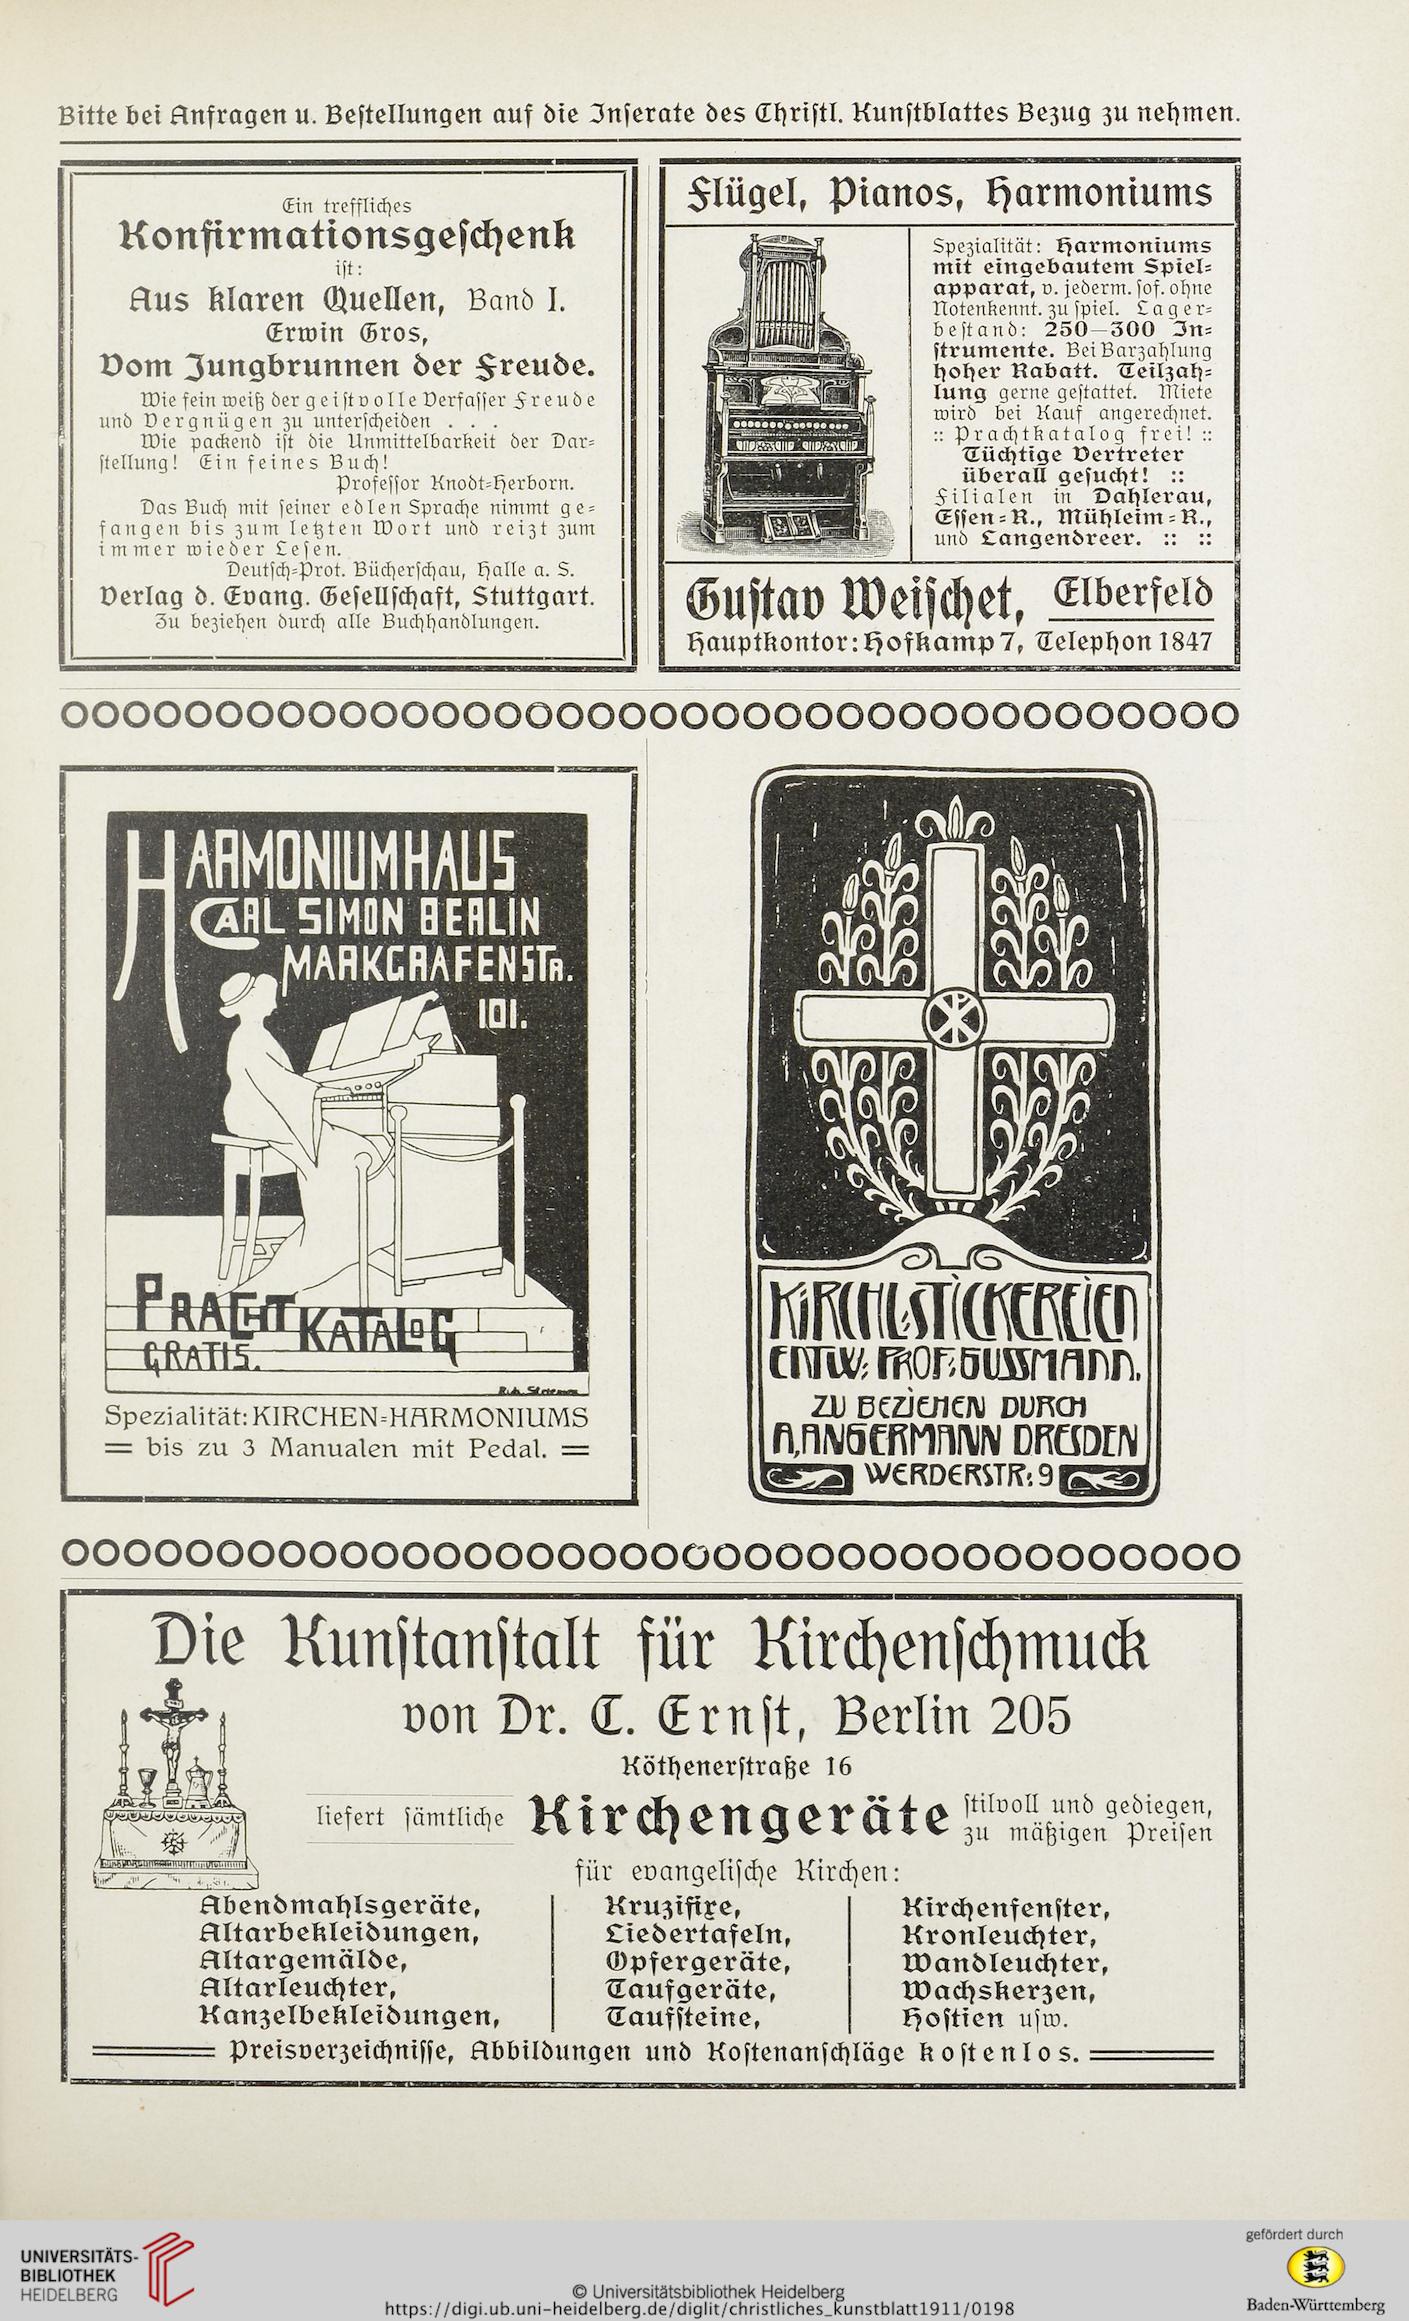 Bitte bei Anfragen u. Bestellungen auf die Inserate des Christl. Kunstblattes Bezug zu nehmen.
Ein treffliches
Konfirmationsgeschenk
ist:
Aus klaren Quellen, Band I.
Erwin Gros,
Vom Jungbrunnen der Freude.
Wie fein weiß der geistvolle Verfasser Freude
und Vergnügen zu unterscheiden . . .
Wie packend ist die Unmittelbarkeit der Dar-
stellung! Ein feines Buch!
Professor Knodt-Herborn.
Das Buch mit seiner edlen Sprache nimmt ge-
fangen bis zum letzten Wort und reizt zum
immer wieder Lesen.
Deutsch-Prot. Bücherschau, Halle a. S.
Verlag d. Evang. Gesellschaft, Stuttgart.
Zu beziehen durch alle Buchhandlungen.
Flügel, Pianos, Harmoniums
Spezialität: Harmoniums
mit eingebautem Spiel-
apparat, v. jederm. sof. ohne
Notenkennt. zu spiel. Lager-
bestand: 250—300 In-
strumente. Bei Barzahlung
hoher Rabatt. Teilzah-
lung gerne gestattet. Miete
wird bei Kauf angerechnet.
:: Prachtkatalog frei! ::
Tüchtige Vertreter
überall gesucht! ::
Filialen in Dahlerau,
Essen-R., Mühleim-R.,
und Langendreer. :: ::
Gustav Weischet, Elberfeld
Hauptkontor: Hofkamp 7, Telephon 1847
HARMONIUMHAUS
CARL SIMON BERLIN
MARKGRAFENSTR.
101.
PRACHTKATALOG
GRATIS.
Spezialität: KIRCHEN-HARMONIUMS
= bis zu 3 Manualen mit Pedal. =
KIRCHL. STICKEREIEN
ENTW: PROF: GUSSMANN.
ZU BEZIEHEN DURCH
A. ANGERMANN DRESDEN
WERDERSTR: 9
Die Kunstanstalt für Kirchenschmuck
von Dr. C. Ernst, Berlin 205
Köthenerstraße 16
liefert sämtliche Kirchengeräte stilvoll und gediegen,
zu mäßigen Preisen
für evangelische Kirchen:
Abendmahlsgeräte,
Altarbekleidungen,
Altargemälde,
Altarleuchter,
Kanzelbekleidungen,
Kruzifixe,
Liedertafeln,
Opfergeräte,
Taufgeräte,
Taufsteine,
Kirchenfenster,
Kronleuchter,
Wandleuchter,
Wachskerzen,
Hostien usw.
Preisverzeichnisse, Abbildungen und Kostenanschläge kostenlos.
UNIVERSITÄTS-
BIBLIOTHEK
HEIDELBERG
© Universitätsbibliothek Heidelberg
https://digi.ub.uni-heidelberg.de/diglit/christliches_kunstblatt1911/0198
gefördert durch
Baden-Württemberg